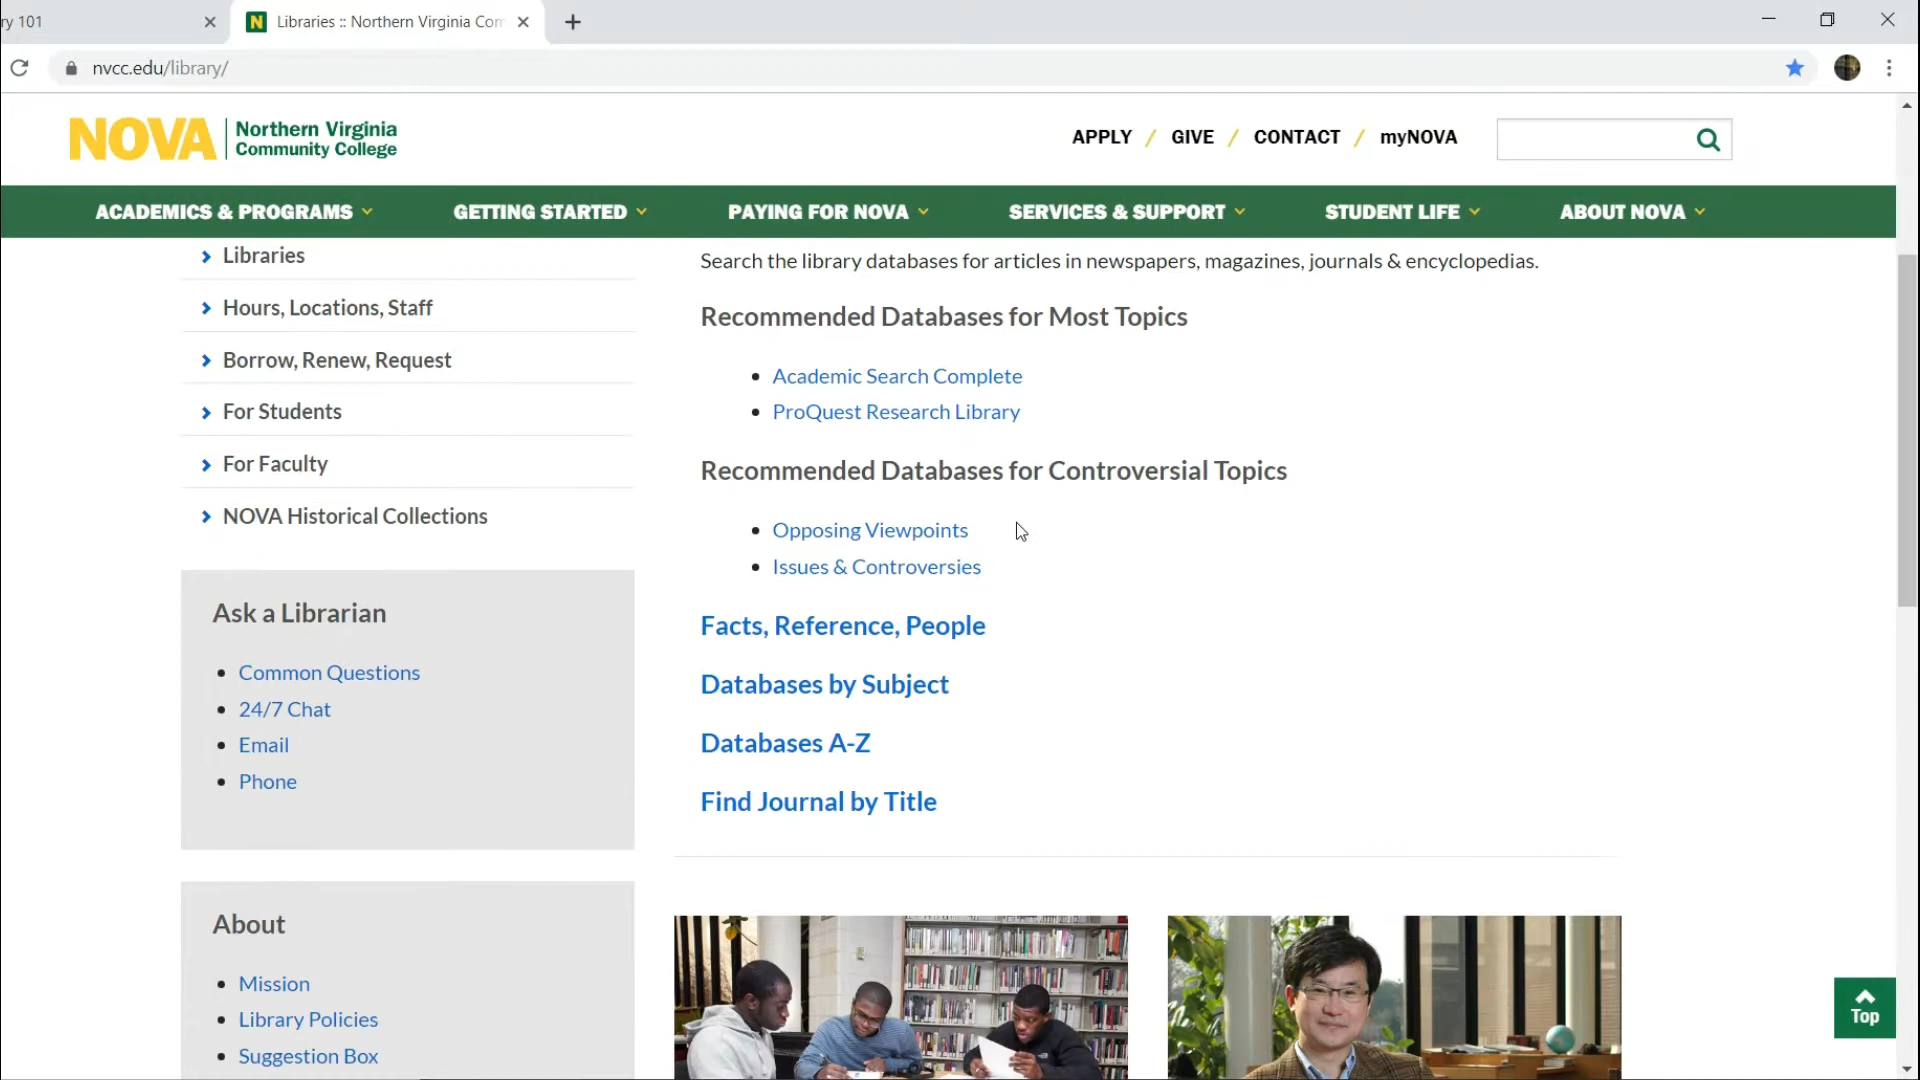 ry 101
N Libraries :: Northern Virginia Com
nvcc.edu/library/
NOVA
Northern Virginia
Community College
APPLY / GIVE / CONTACT / myNOVA
ACADEMICS & PROGRAMS
GETTING STARTED
PAYING FOR NOVA
SERVICES & SUPPORT
STUDENT LIFE
ABOUT NOVA
Libraries
Hours, Locations, Staff
Borrow, Renew, Request
For Students
For Faculty
NOVA Historical Collections
Ask a Librarian
Common Questions
24/7 Chat
Email
Phone
About
Mission
Library Policies
Suggestion Box
Search the library databases for articles in newspapers, magazines, journals & encyclopedias.
Recommended Databases for Most Topics
Academic Search Complete
ProQuest Research Library
Recommended Databases for Controversial Topics
Opposing Viewpoints
Issues & Controversies
Facts, Reference, People
Databases by Subject
Databases A-Z
Find Journal by Title
Top